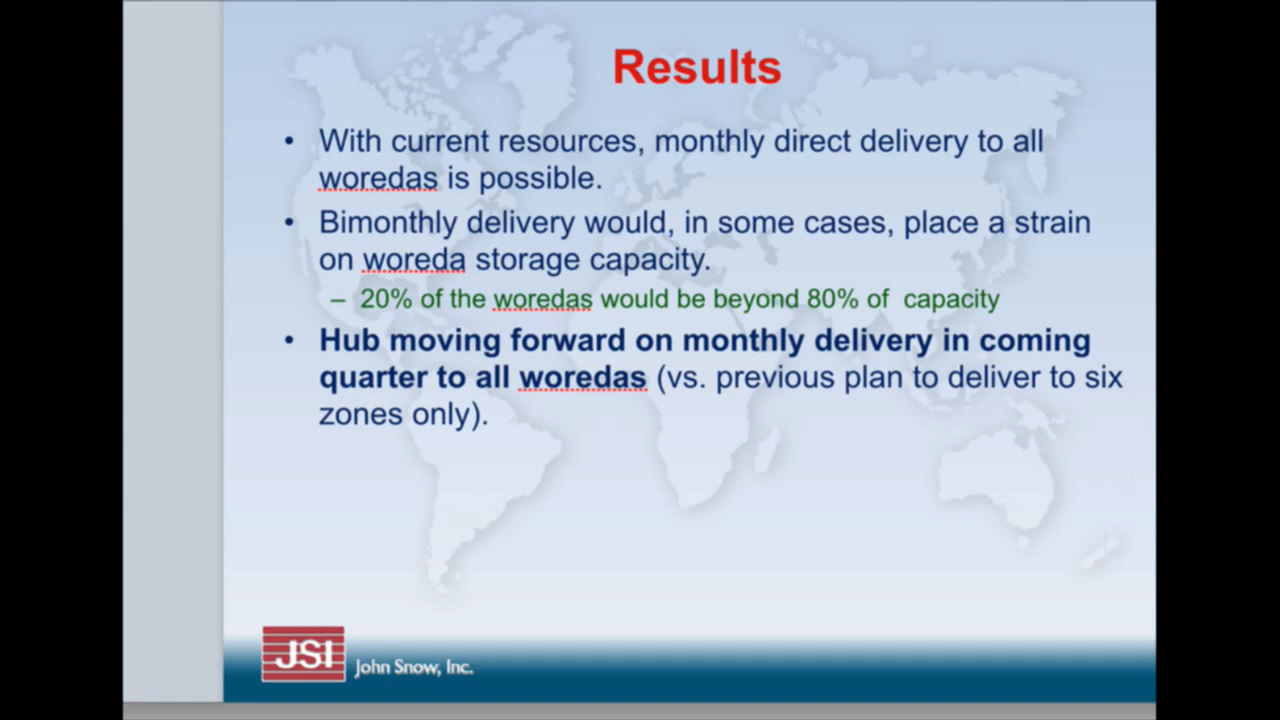 Results
• With current resources, monthly direct delivery to all
woredas is possible.
• Bimonthly delivery would, in some cases, place a strain
on woreda storage capacity.
– 20% of the woredas would be beyond 80% of capacity
• Hub moving forward on monthly delivery in coming
quarter to all woredas (vs. previous plan to deliver to six
zones only).
JSI John Snow, Inc.